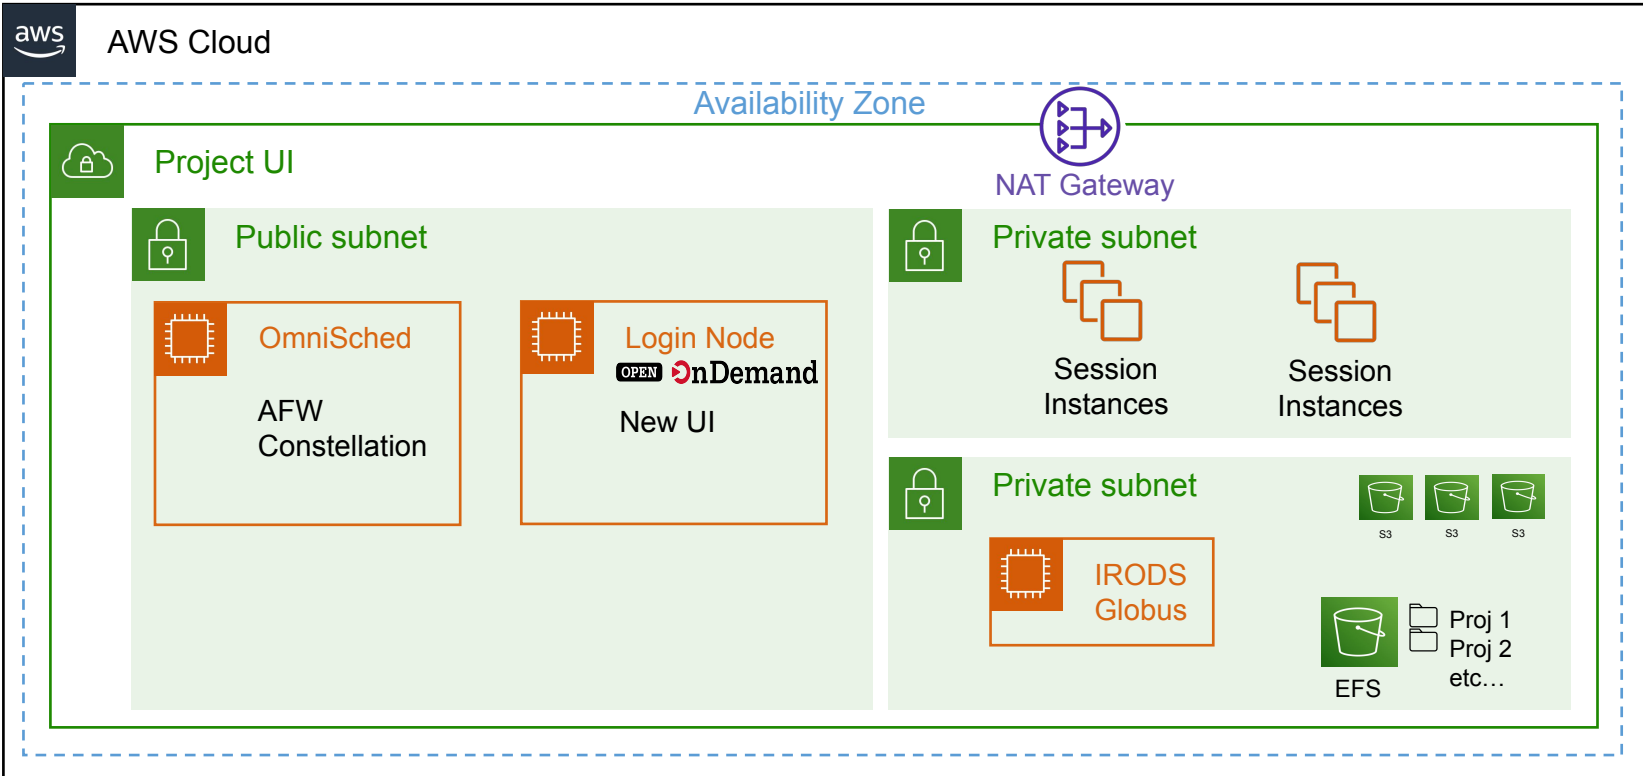 aws
AWS Cloud
Availability Zone
Project UI
NAT Gateway
Public subnet
OmniSched
AFW
Constellation
Login Node
OPEN OnDemand
New UI
Private subnet
Session
Instances
Session
Instances
Private subnet
S3
S3
S3
IRODS
Globus
EFS
Proj 1
Proj 2
etc...